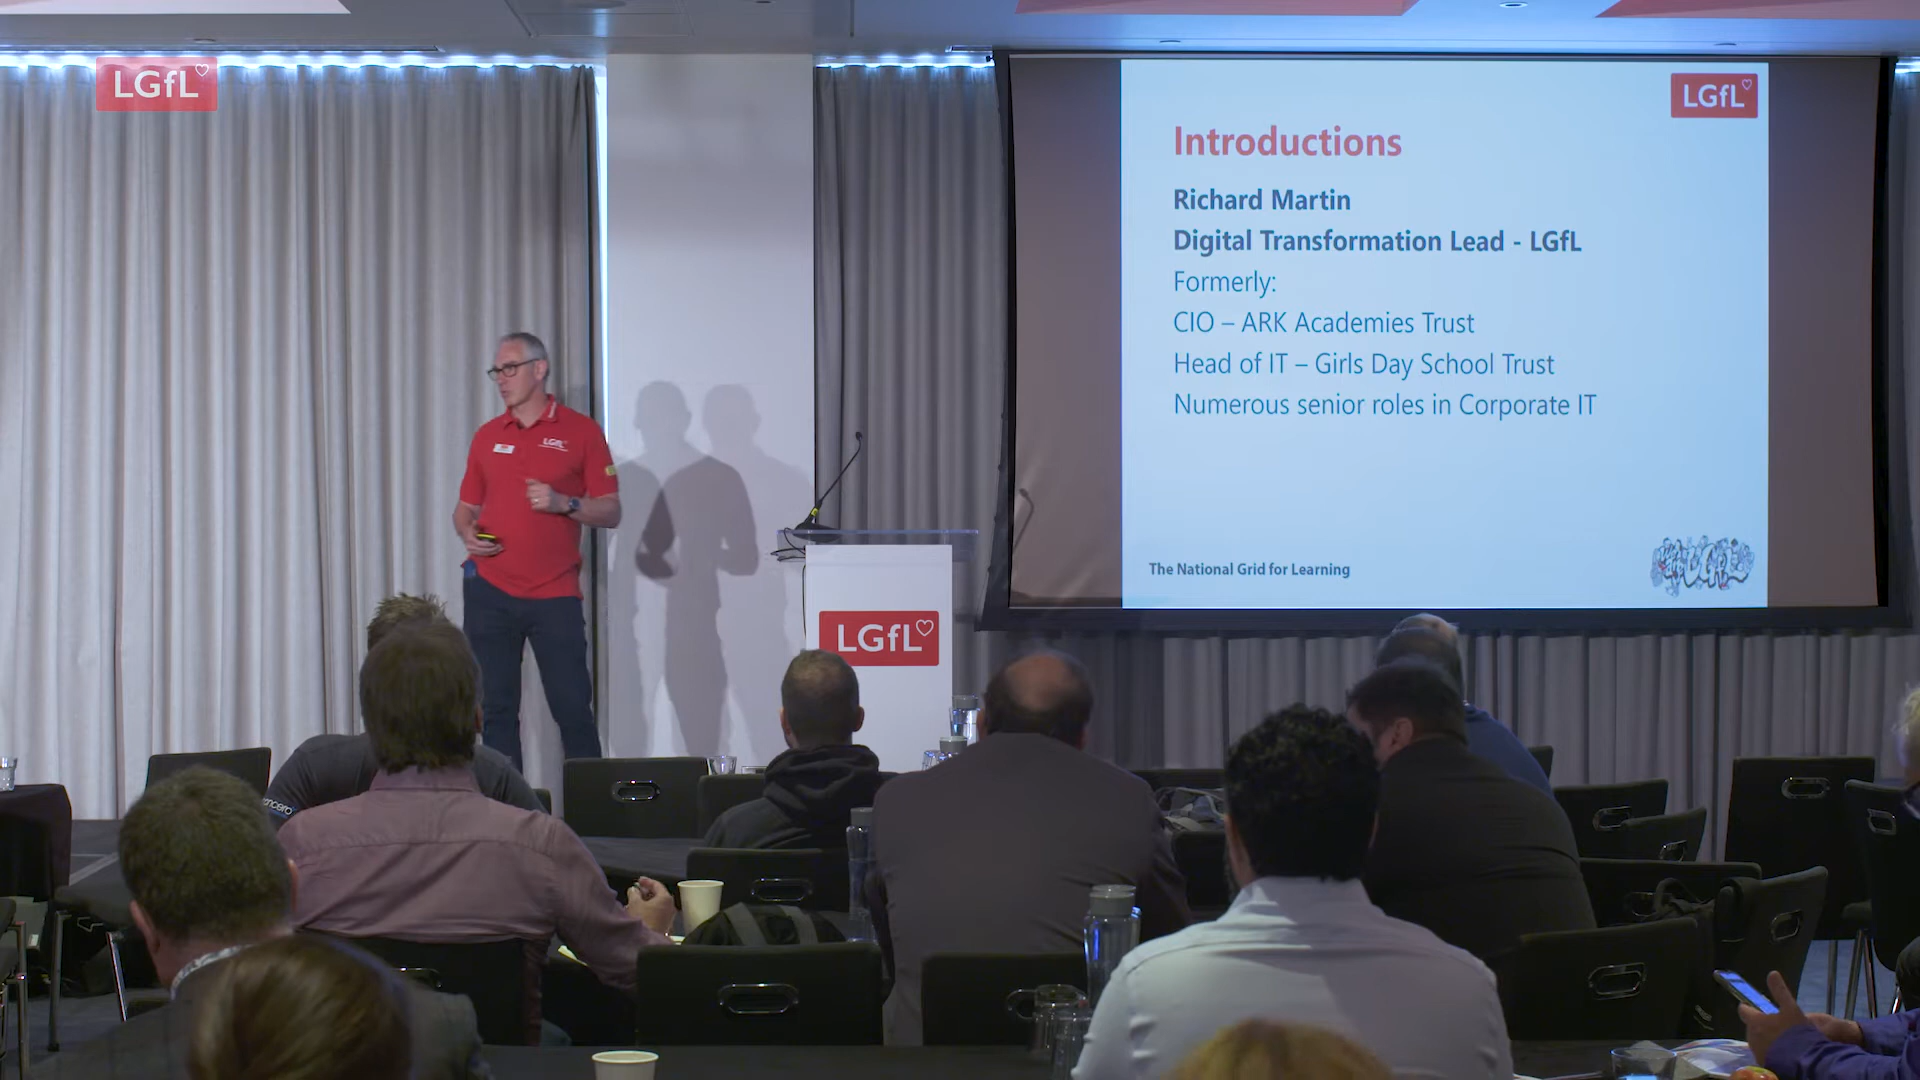 LGfL
LGfL
Introductions
Richard Martin
Digital Transformation Lead - LGfL
Formerly:
CIO – ARK Academies Trust
Head of IT – Girls Day School Trust
Numerous senior roles in Corporate IT
The National Grid for Learning
LGfL
LGfL